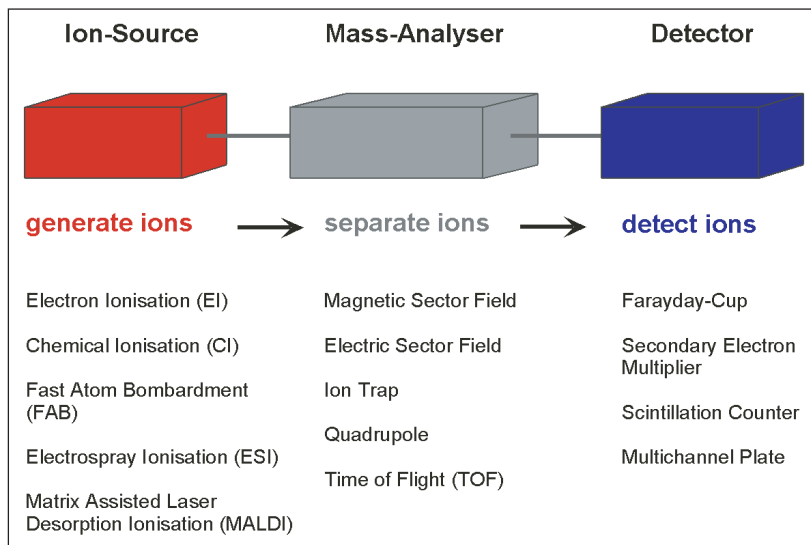 Ion-Source
Mass-Analyser
Detector
generate ions
separate ions
detect ions
Electron Ionisation (EI)
Chemical Ionisation (CI)
Fast Atom Bombardment
(FAB)
Electrospray Ionisation (ESI)
Matrix Assisted Laser
Desorption Ionisation (MALDI)
Magnetic Sector Field
Electric Sector Field
Ion Trap
Quadrupole
Time of Flight (TOF)
Farayday-Cup
Secondary Electron
Multiplier
Scintillation Counter
Multichannel Plate